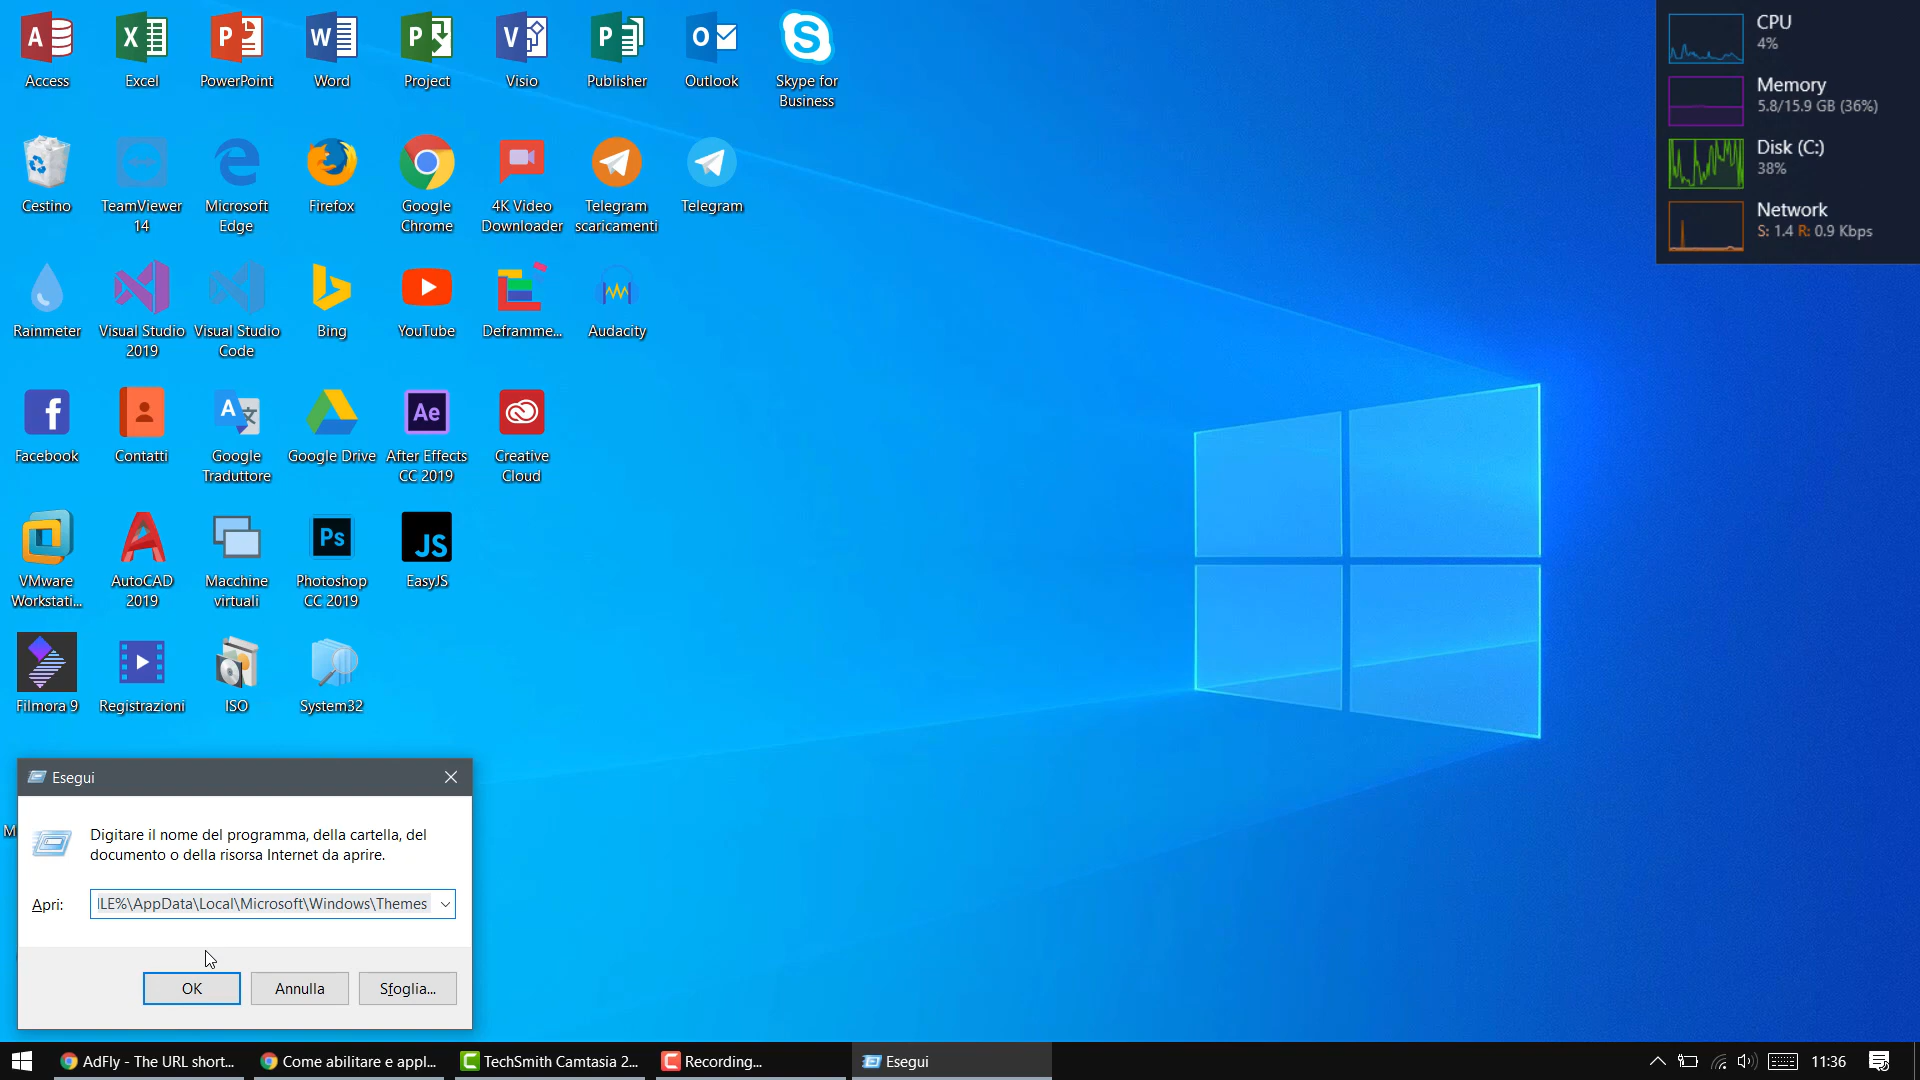 Access
Excel
PowerPoint
Word
Project
Visio
Publisher
Outlook
Skype for
Business
CPU
4%
Memory
5.8/15.9 GB (36%)
Disk (C:)
38%
Network
S: 1.4 R: 0.9 Kbps
Cestino
TeamViewer
14
Microsoft
Edge
Firefox
Google
Chrome
4K Video
Downloader
Telegram
scaricamenti
Telegram
Rainmeter
Visual Studio
2019
Visual Studio
Code
Bing
YouTube
Deframme...
Audacity
Facebook
Contatti
Google
Traduttore
Google Drive
Ae
After Effects
CC 2019
Creative
Cloud
VMware
Workstati...
AutoCAD
2019
Macchine
virtuali
Ps
Photoshop
CC 2019
JS
EasyJS
Filmora 9
Registrazioni
ISO
System32
M
Esegui
Digitare il nome del programma, della cartella, del
documento o della risorsa Internet da aprire.
Apri:
ILE%\AppData\Local\Microsoft\Windows\Themes
OK
Annulla
Sfoglia...
AdFly - The URL short...
Come abilitare e appl...
TechSmith Camtasia 2...
Recording...
Esegui
11:36